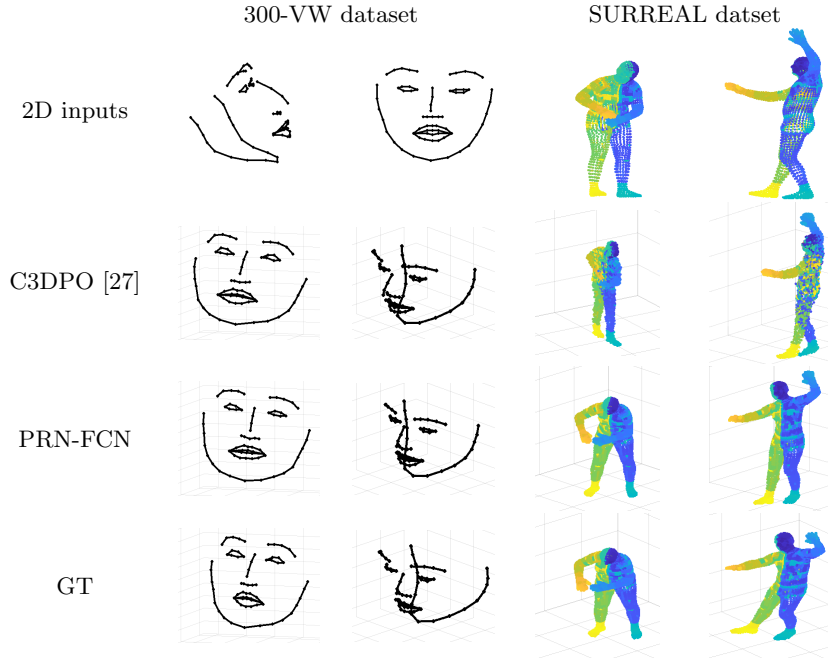 300-VW dataset
SURREAL datset
2D inputs
C3DPO [27]
PRN-FCN
GT